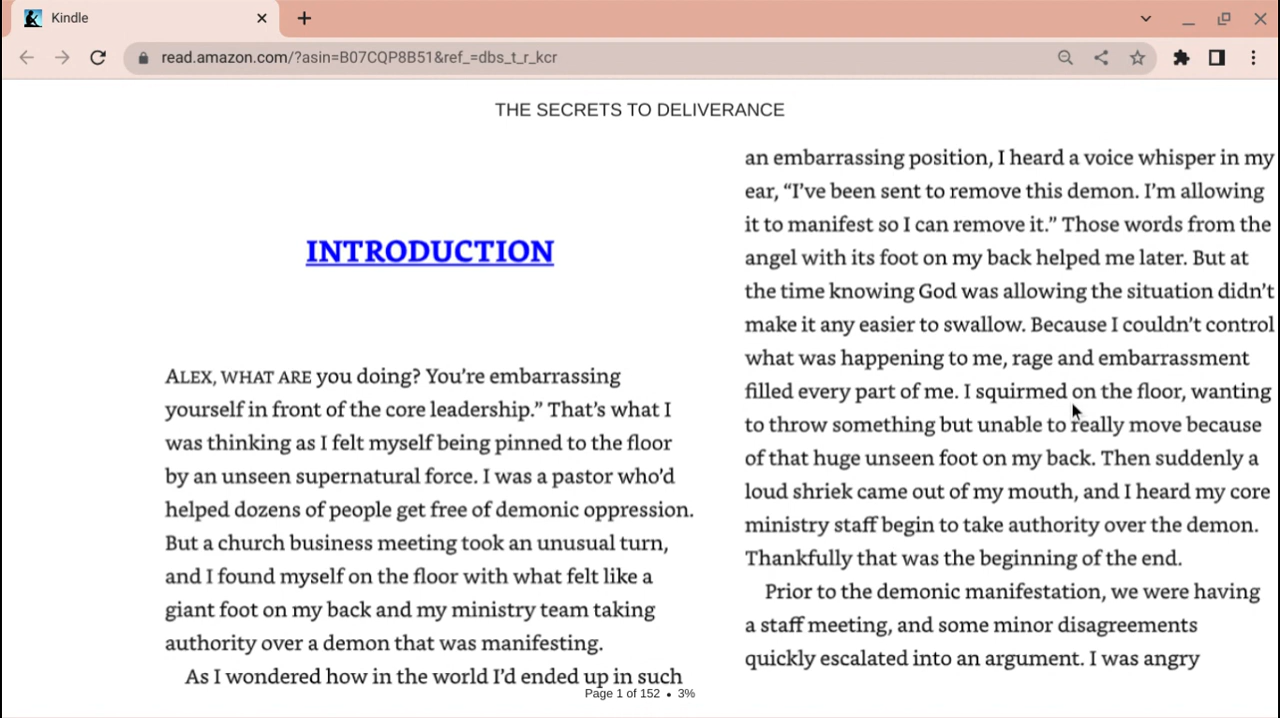 Kindle
read.amazon.com/?asin=B07CQP8B51&ref_=dbs_t_r_kcr
THE SECRETS TO DELIVERANCE
INTRODUCTION
ALEX, WHAT ARE you doing? You’re embarrassing
yourself in front of the core leadership.” That’s what I
was thinking as I felt myself being pinned to the floor
by an unseen supernatural force. I was a pastor who’d
helped dozens of people get free of demonic oppression.
But a church business meeting took an unusual turn,
and I found myself on the floor with what felt like a
giant foot on my back and my ministry team taking
authority over a demon that was manifesting.
As I wondered how in the world I’d ended up in such
an embarrassing position, I heard a voice whisper in my
ear, “I’ve been sent to remove this demon. I’m allowing
it to manifest so I can remove it.” Those words from the
angel with its foot on my back helped me later. But at
the time knowing God was allowing the situation didn’t
make it any easier to swallow. Because I couldn’t control
what was happening to me, rage and embarrassment
filled every part of me. I squirmed on the floor, wanting
to throw something but unable to really move because
of that huge unseen foot on my back. Then suddenly a
loud shriek came out of my mouth, and I heard my core
ministry staff begin to take authority over the demon.
Thankfully that was the beginning of the end.
Prior to the demonic manifestation, we were having
a staff meeting, and some minor disagreements
quickly escalated into an argument. I was angry
Page 1 of 152 • 3%